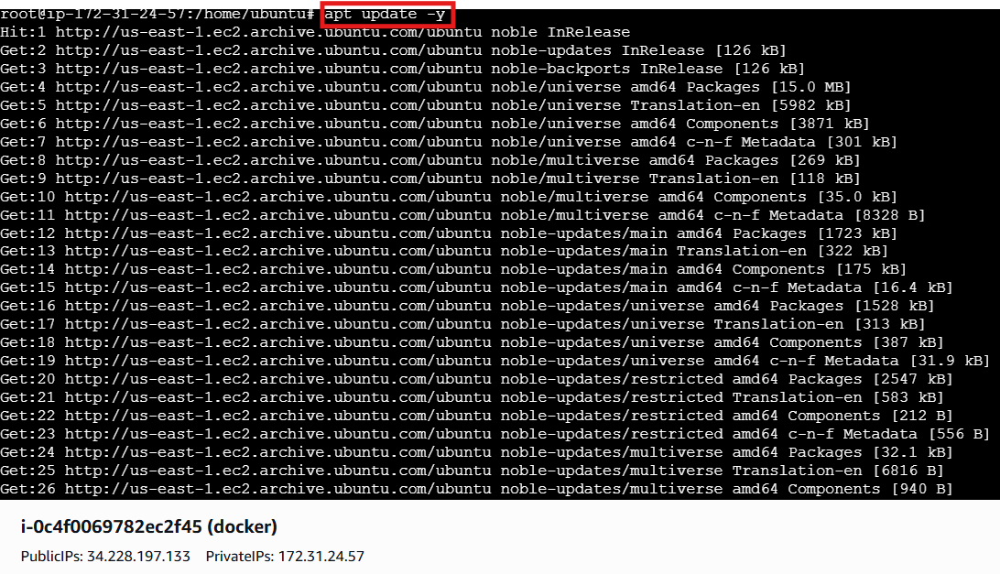 root@ip-172-31-24-57:/home/ubuntu# apt update -y
Hit:1 http://us-east-1.ec2.archive.ubuntu.com/ubuntu noble InRelease
Get:2 http://us-east-1.ec2.archive.ubuntu.com/ubuntu noble-updates InRelease [126 kB]
Get:3 http://us-east-1.ec2.archive.ubuntu.com/ubuntu noble-backports InRelease [126 kB]
Get:4 http://us-east-1.ec2.archive.ubuntu.com/ubuntu noble/universe amd64 Packages [15.0 MB]
Get:5 http://us-east-1.ec2.archive.ubuntu.com/ubuntu noble/universe Translation-en [5982 kB]
Get:6 http://us-east-1.ec2.archive.ubuntu.com/ubuntu noble/universe amd64 Components [3871 kB]
Get:7 http://us-east-1.ec2.archive.ubuntu.com/ubuntu noble/universe amd64 c-n-f Metadata [301 kB]
Get:8 http://us-east-1.ec2.archive.ubuntu.com/ubuntu noble/multiverse amd64 Packages [269 kB]
Get:9 http://us-east-1.ec2.archive.ubuntu.com/ubuntu noble/multiverse Translation-en [118 kB]
Get:10 http://us-east-1.ec2.archive.ubuntu.com/ubuntu noble/multiverse amd64 Components [35.0 kB]
Get:11 http://us-east-1.ec2.archive.ubuntu.com/ubuntu noble/multiverse amd64 c-n-f Metadata [8328 B]
Get:12 http://us-east-1.ec2.archive.ubuntu.com/ubuntu noble-updates/main amd64 Packages [1723 kB]
Get:13 http://us-east-1.ec2.archive.ubuntu.com/ubuntu noble-updates/main Translation-en [322 kB]
Get:14 http://us-east-1.ec2.archive.ubuntu.com/ubuntu noble-updates/main amd64 Components [175 kB]
Get:15 http://us-east-1.ec2.archive.ubuntu.com/ubuntu noble-updates/main amd64 c-n-f Metadata [16.4 kB]
Get:16 http://us-east-1.ec2.archive.ubuntu.com/ubuntu noble-updates/universe amd64 Packages [1528 kB]
Get:17 http://us-east-1.ec2.archive.ubuntu.com/ubuntu noble-updates/universe Translation-en [313 kB]
Get:18 http://us-east-1.ec2.archive.ubuntu.com/ubuntu noble-updates/universe amd64 Components [387 kB]
Get:19 http://us-east-1.ec2.archive.ubuntu.com/ubuntu noble-updates/universe amd64 c-n-f Metadata [31.9 kB]
Get:20 http://us-east-1.ec2.archive.ubuntu.com/ubuntu noble-updates/restricted amd64 Packages [2547 kB]
Get:21 http://us-east-1.ec2.archive.ubuntu.com/ubuntu noble-updates/restricted Translation-en [583 kB]
Get:22 http://us-east-1.ec2.archive.ubuntu.com/ubuntu noble-updates/restricted amd64 Components [212 B]
Get:23 http://us-east-1.ec2.archive.ubuntu.com/ubuntu noble-updates/restricted amd64 c-n-f Metadata [556 B]
Get:24 http://us-east-1.ec2.archive.ubuntu.com/ubuntu noble-updates/multiverse amd64 Packages [32.1 kB]
Get:25 http://us-east-1.ec2.archive.ubuntu.com/ubuntu noble-updates/multiverse Translation-en [6816 B]
Get:26 http://us-east-1.ec2.archive.ubuntu.com/ubuntu noble-updates/multiverse amd64 Components [940 B]
i-0c4f0069782ec2f45 (docker)
PublicIPs: 34.228.197.133 PrivateIPs: 172.31.24.57